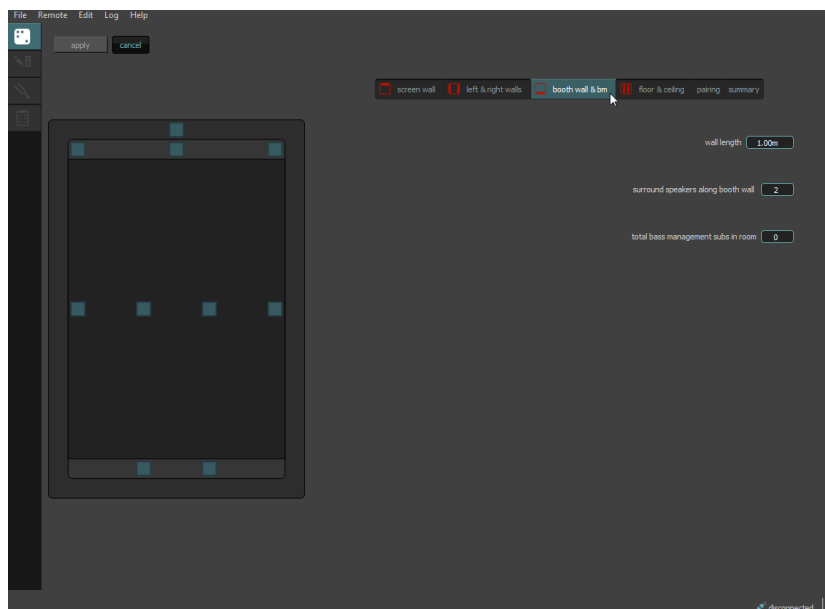 File Remote Edit Log Help
apply cancel
screen wall left & right walls booth wall & bm floor & ceiling pairing summary
wall length 1.00m
surround speakers along booth wall 2
total bass management subs in room 0
disconnected